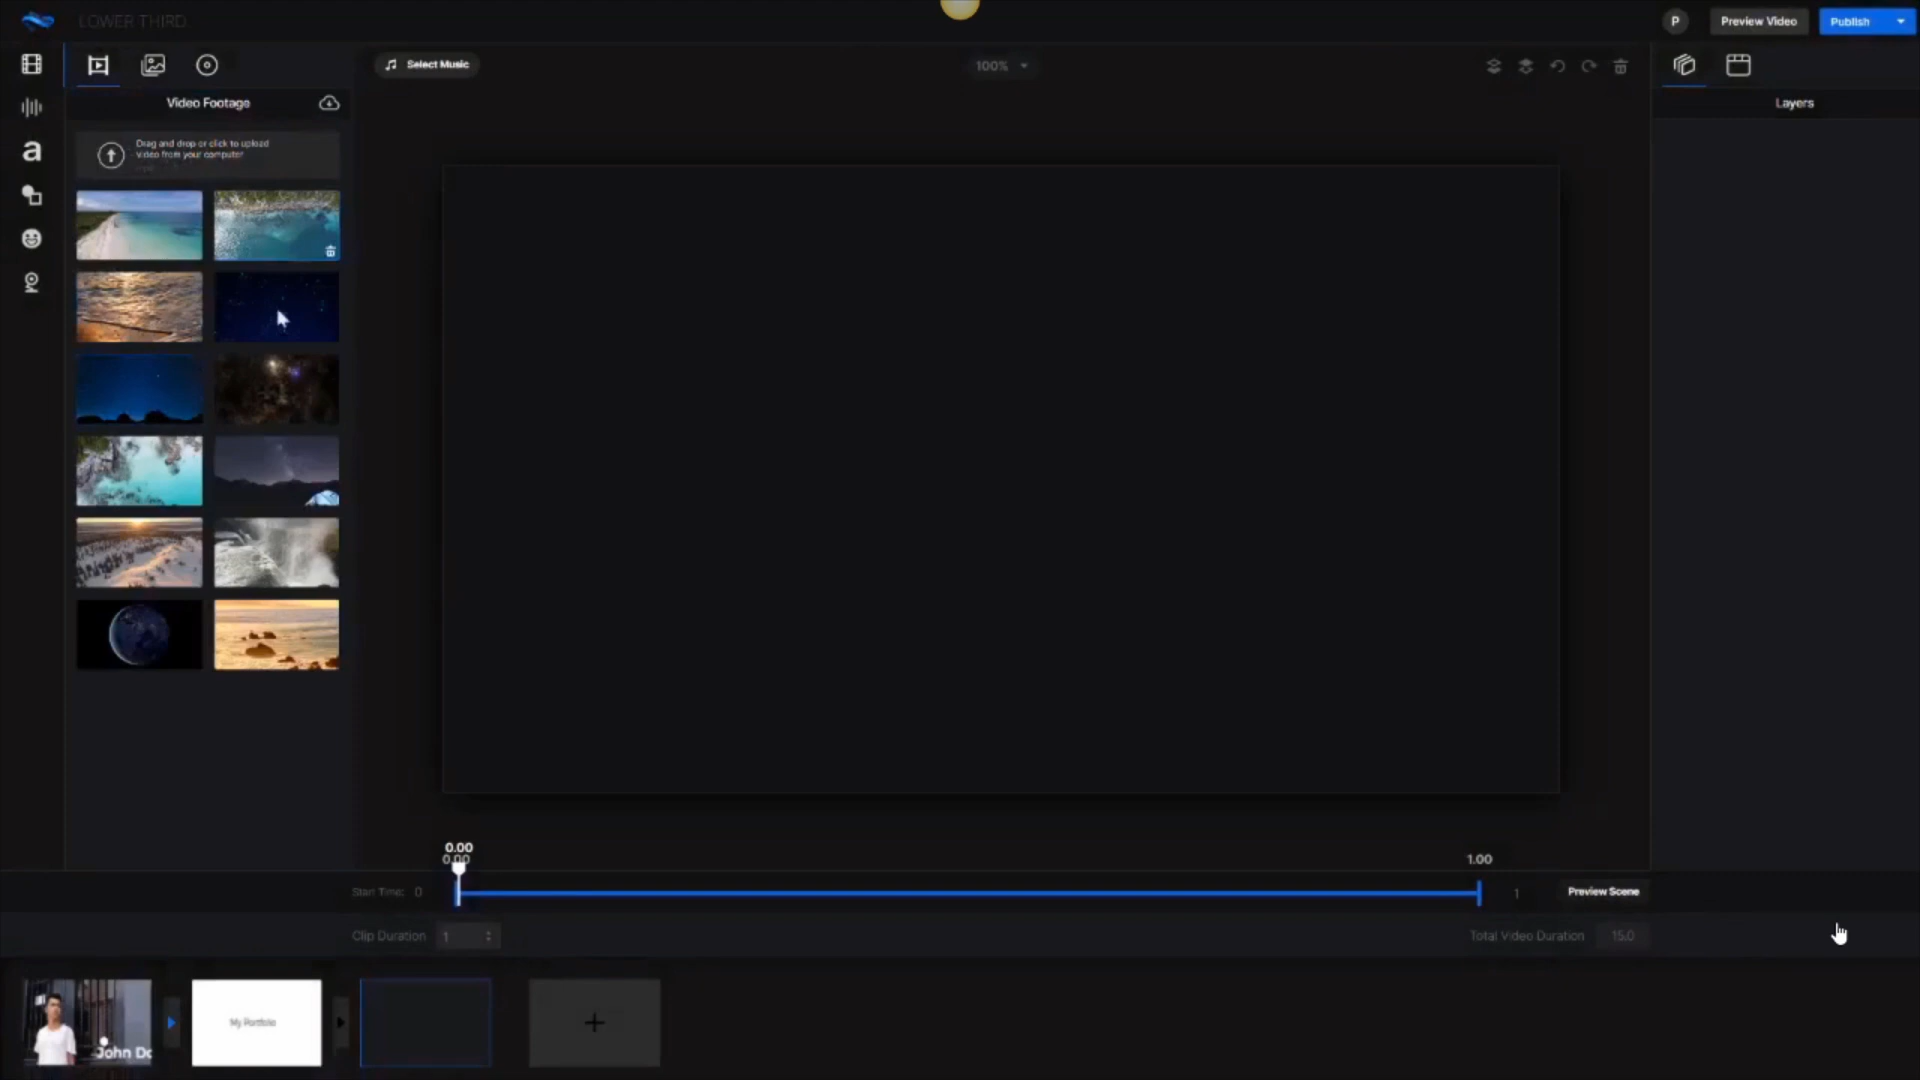 LOWER THIRD
P
Preview Video
Publish
Select Music
100%
Video Footage
Layers
Drag and drop or click to upload
video from your computer
0.00
0.00
1.00
Start Time: 0
1
Preview Scene
Clip Duration 1
Total Video Duration 15.0
John Do
My Portfolio